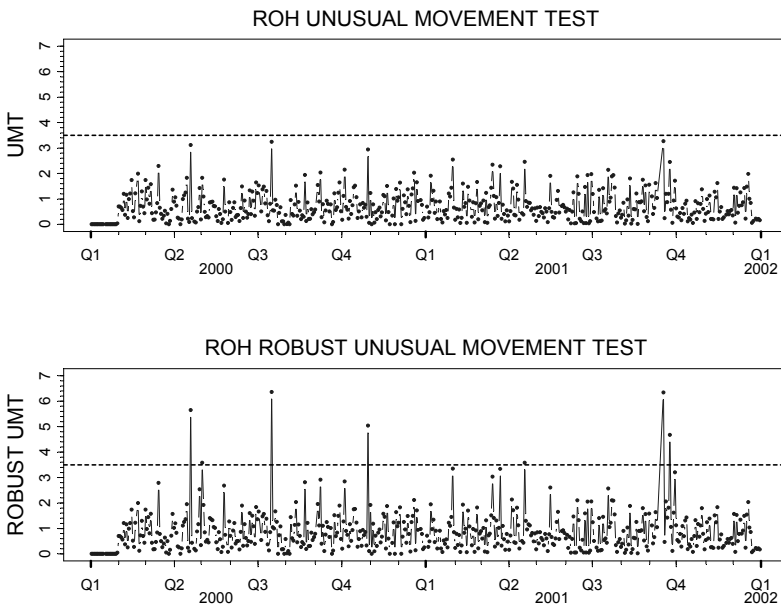 ROH UNUSUAL MOVEMENT TEST
UMT
7
6
5
4
3
2
1
0
Q1 Q2 Q3 Q4 Q1 Q2 Q3 Q4 Q1
2000 2001 2002
ROH ROBUST UNUSUAL MOVEMENT TEST
ROBUST UMT
7
6
5
4
3
2
1
0
Q1 Q2 Q3 Q4 Q1 Q2 Q3 Q4 Q1
2000 2001 2002